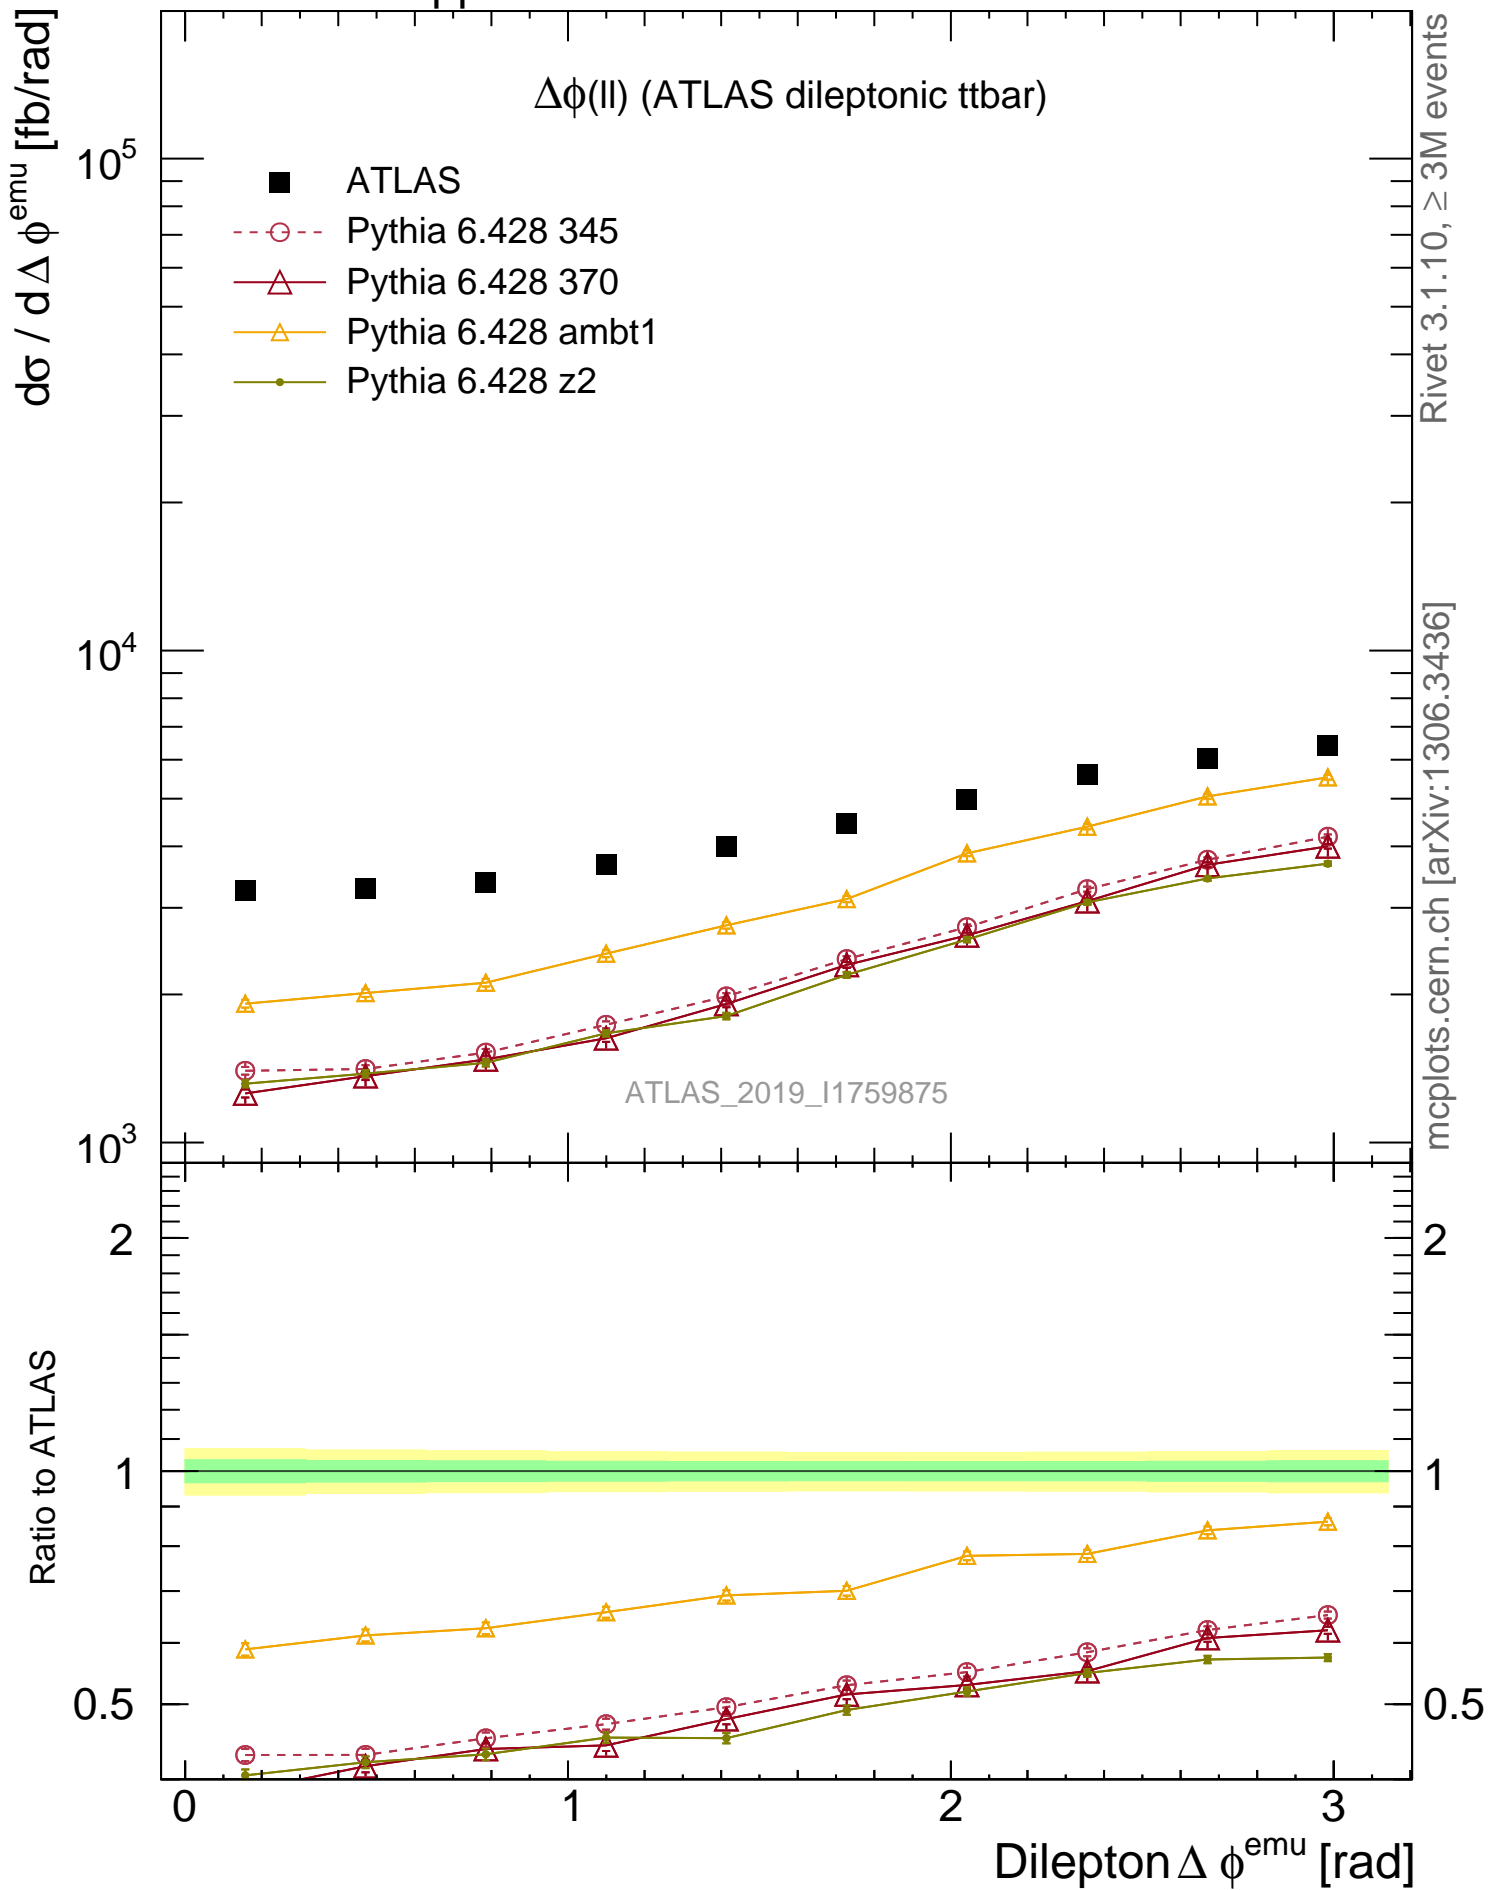 dσ / dΔ φ^emu [fb/rad]
Δϕ(ll) (ATLAS dileptonic ttbar)
ATLAS
Pythia 6.428 345
Pythia 6.428 370
Pythia 6.428 ambt1
Pythia 6.428 z2
10^5
10^4
10^3
ATLAS_2019_I1759875
Rivet 3.1.10, ≥ 3M events
mcplots.cern.ch [arXiv:1306.3436]
Ratio to ATLAS
2
1
0.5
2
1
0.5
0 1 2 3
Dilepton Δ φ^emu [rad]